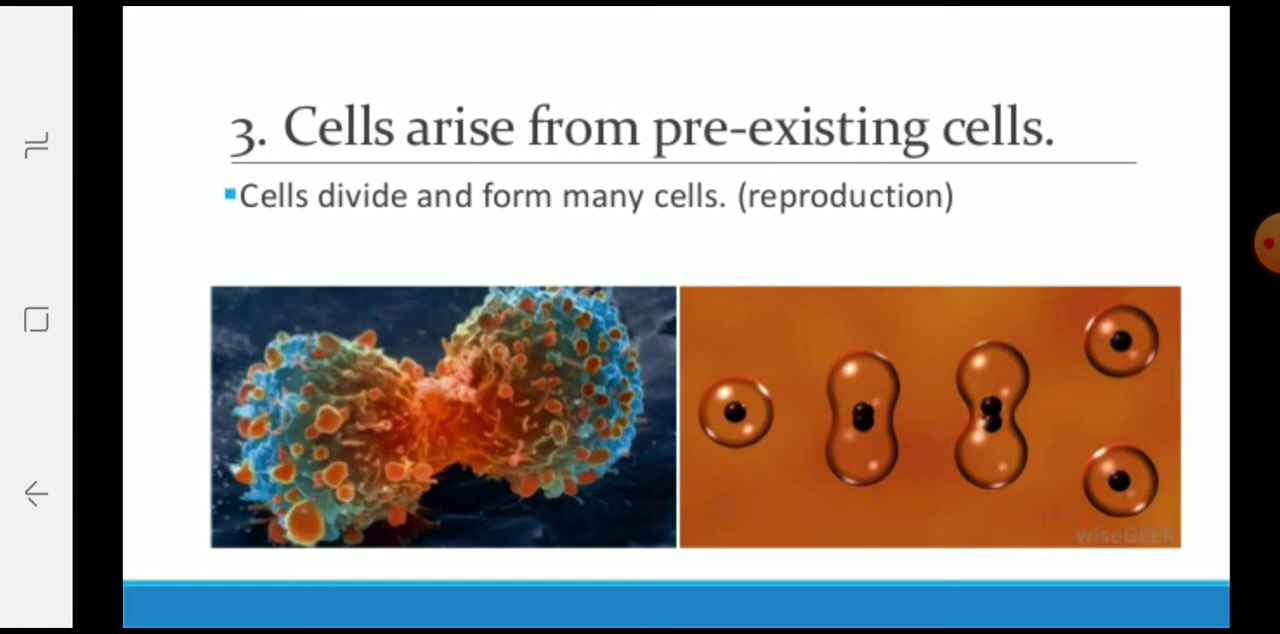 3. Cells arise from pre-existing cells.
▪Cells divide and form many cells. (reproduction)
wiseGEEK